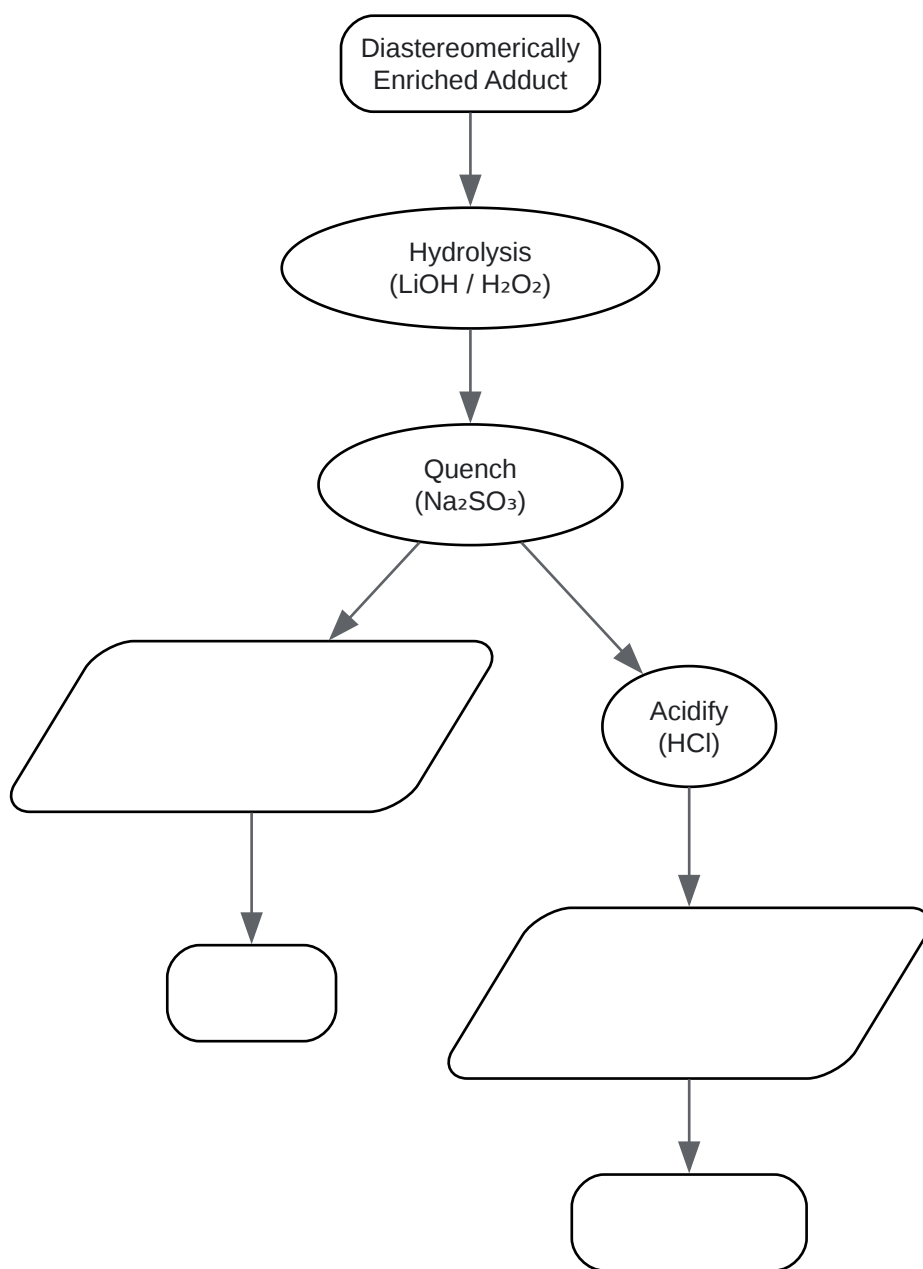 Diastereomerically
Enriched Adduct
Hydrolysis
(LiOH / H₂O₂)
Quench
(Na₂SO₃)
Acidify
(HCl)